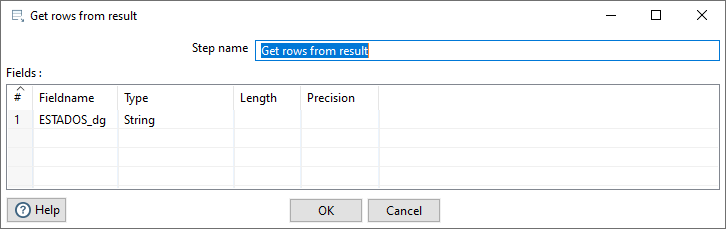 Get rows from result
Step name Get rows from result
Fields :
# Fieldname Type Length Precision
1 ESTADOS_dg String
Help OK Cancel